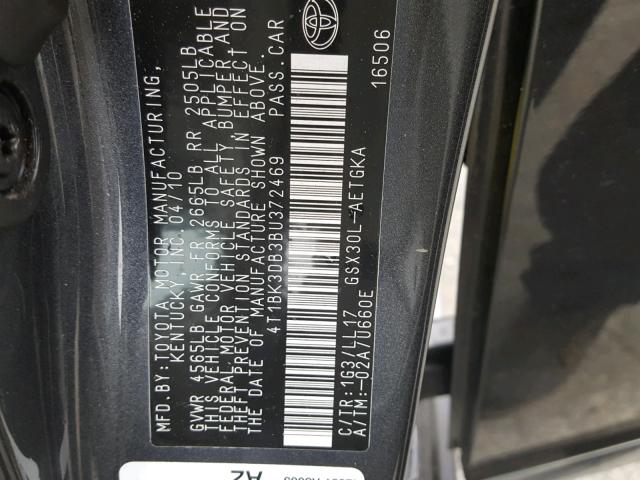 MFD.BY:TOYOTA MOTOR MANUFACTURING,
KENTUCKY, INC. 04/10
GVWR 4565LB GAWR FR 2665LB RR 2505LB
THIS VEHICLE CONFORMS TO ALL APPLICABLE
FEDERAL MOTOR VEHICLE SAFETY, BUMPER, AND
THEFT PREVENTION STANDARDS IN EFFECT ON
THE DATE OF MANUFACTURE SHOWN ABOVE.
4T1BK3DB3BU372469 PASS.CAR
C/TR:1G3/LL17 GSX30L-AETGKA
A/TM:-02A/U660E
16506
A2